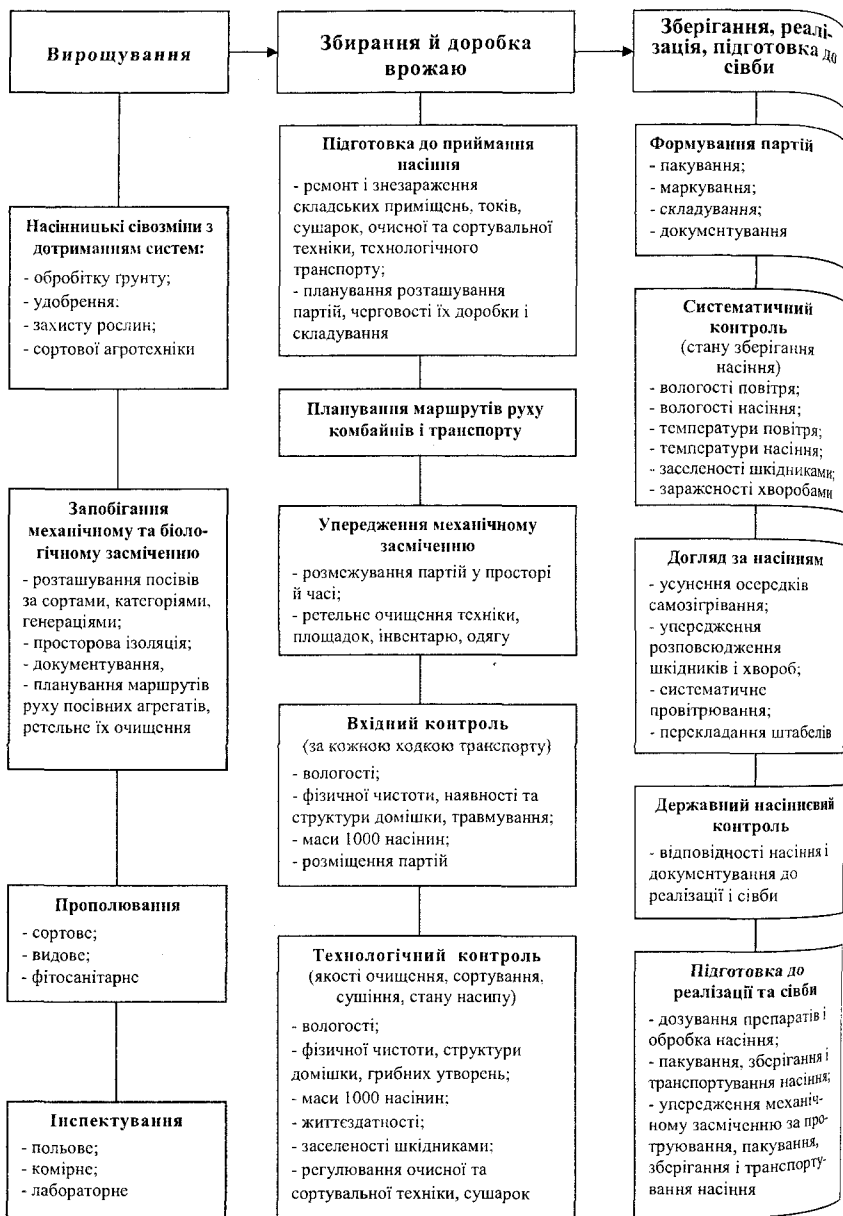 Вирощування
Насінницькі сівозміни з
дотриманням систем:
- обробітку ґрунту;
- удобрення;
- захисту рослин;
- сортової агротехніки
Запобігання
механічному та біоло-
гічному засміченню
- розташування посівів
за сортами, категоріями,
генераціями;
- просторова ізоляція;
- документування,
- планування маршрутів
руху посівних агрегатів,
ретельне їх очищення
Прополювання
- сортове;
- видове;
- фітосанітарне
Інспектування
- польове;
- комірне;
- лабораторне
Збирання й доробка
врожаю
Підготовка до приймання
насіння
- ремонт і знезараження
складських приміщень, токів,
сушарок, очисної та сортувальної
техніки, технологічного
транспорту;
- планування розташування
партій, черговості їх доробки і
складування
Планування маршрутів руху
комбайнів і транспорту
Упередження механічному
засміченню
- розмежування партій у просторі
й часі;
- ретельне очищення техніки,
площадок, інвентарю, одягу
Вхідний контроль
(за кожною ходкою транспорту)
- вологості;
- фізичної чистоти, наявності та
структури домішки, травмування;
- маси 1000 насінин;
- розміщення партій
Технологічний контроль
(якості очищення, сортування,
сушіння, стану насипу)
- вологості;
- фізичної чистоти, структури
домішки, грибних утворень;
- маси 1000 насінин;
- життєздатності;
- заселеності шкідниками;
- регулювання очисної та
сортувальної техніки, сушарок
Зберігання, реалі-
зація, підготовка до
сівби
Формування партій
- пакування;
- маркування;
- складування;
- документування
Систематичний
контроль
(стану зберігання
насіння)
- вологості повітря;
- вологості насіння;
- температури повітря;
- температури насіння;
- заселеності шкідниками;
- зараженості хворобами
Догляд за насінням
- усунення осередків
самозігрівання;
- упередження
розповсюдження
шкідників і хвороб;
- систематичне
провітрювання;
- перекладання штабелів
Державний насіннєвий
контроль
- відповідності насіння і
документування до
реалізації і сівби
Підготовка до
реалізації та сівби
- дозування препаратів і
обробка насіння;
- пакування, зберігання і
транспортування насіння;
- упередження механіч-
ному засміченню за про-
труювання, пакування,
зберігання і транспорту-
вання насіння